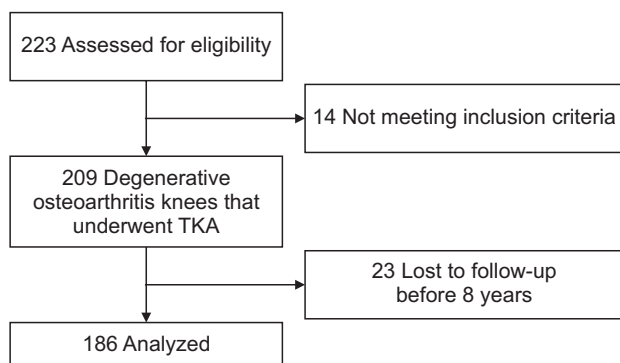 223 Assessed for eligibility
14 Not meeting inclusion criteria
209 Degenerative
osteoarthritis knees that
underwent TKA
23 Lost to follow-up
before 8 years
186 Analyzed